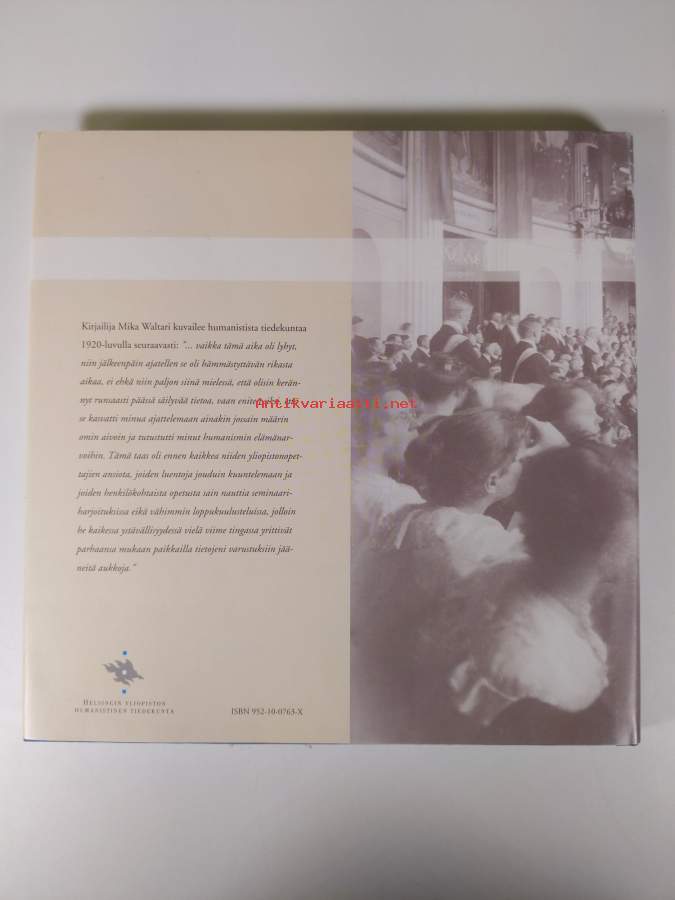 Kirjailija Mika Waltari kuvailee humanistista tiedekuntaa
1920-luvulla seuraavasti: "... vaikka tämä aika oli lyhyt,
niin jälkeenpäin ajatellen se oli hämmästyttävän rikasta
aikaa, ei ehkä niin paljon siinä mielessä, että olisin kerän-
nyt runsaasti päässä säilyvää tietoa, vaan ennen
se kasvatti minua ajattelemaan ainakin jossain määrin
omin aivoin ja tutustutti minut humanismin elämänar-
voihin. Tämä taas oli ennen kaikkea niiden yliopistonopet-
tajien ansiota, joiden luentoja jouduin kuuntelemaan ja
joiden henkilökohtaista opetusta sain nauttia seminaari-
harjoituksissa eikä vähimmin loppukuulusteluissa, jolloin
he kaikessa ystävällisyydessä vielä viime tingassa yrittivät
parhaansa mukaan paikkailla tietojeni varustuksiin jää-
neitä aukkoja."
Antikvariaatti.net
HELSINGIN YLIOPISTON
HUMANISTINEN TIEDEKUNTA
ISBN 952-10-0763-X